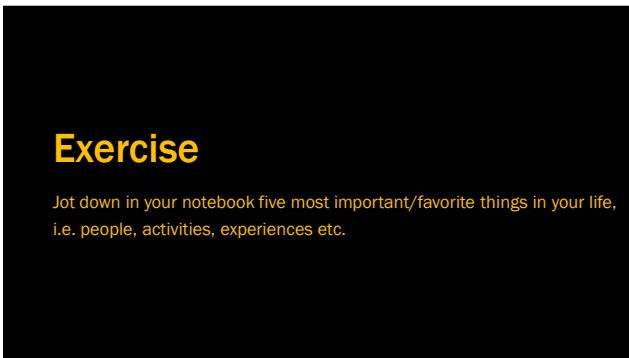 Exercise
Jot down in your notebook five most important/favorite things in your life,
i.e. people, activities, experiences etc.